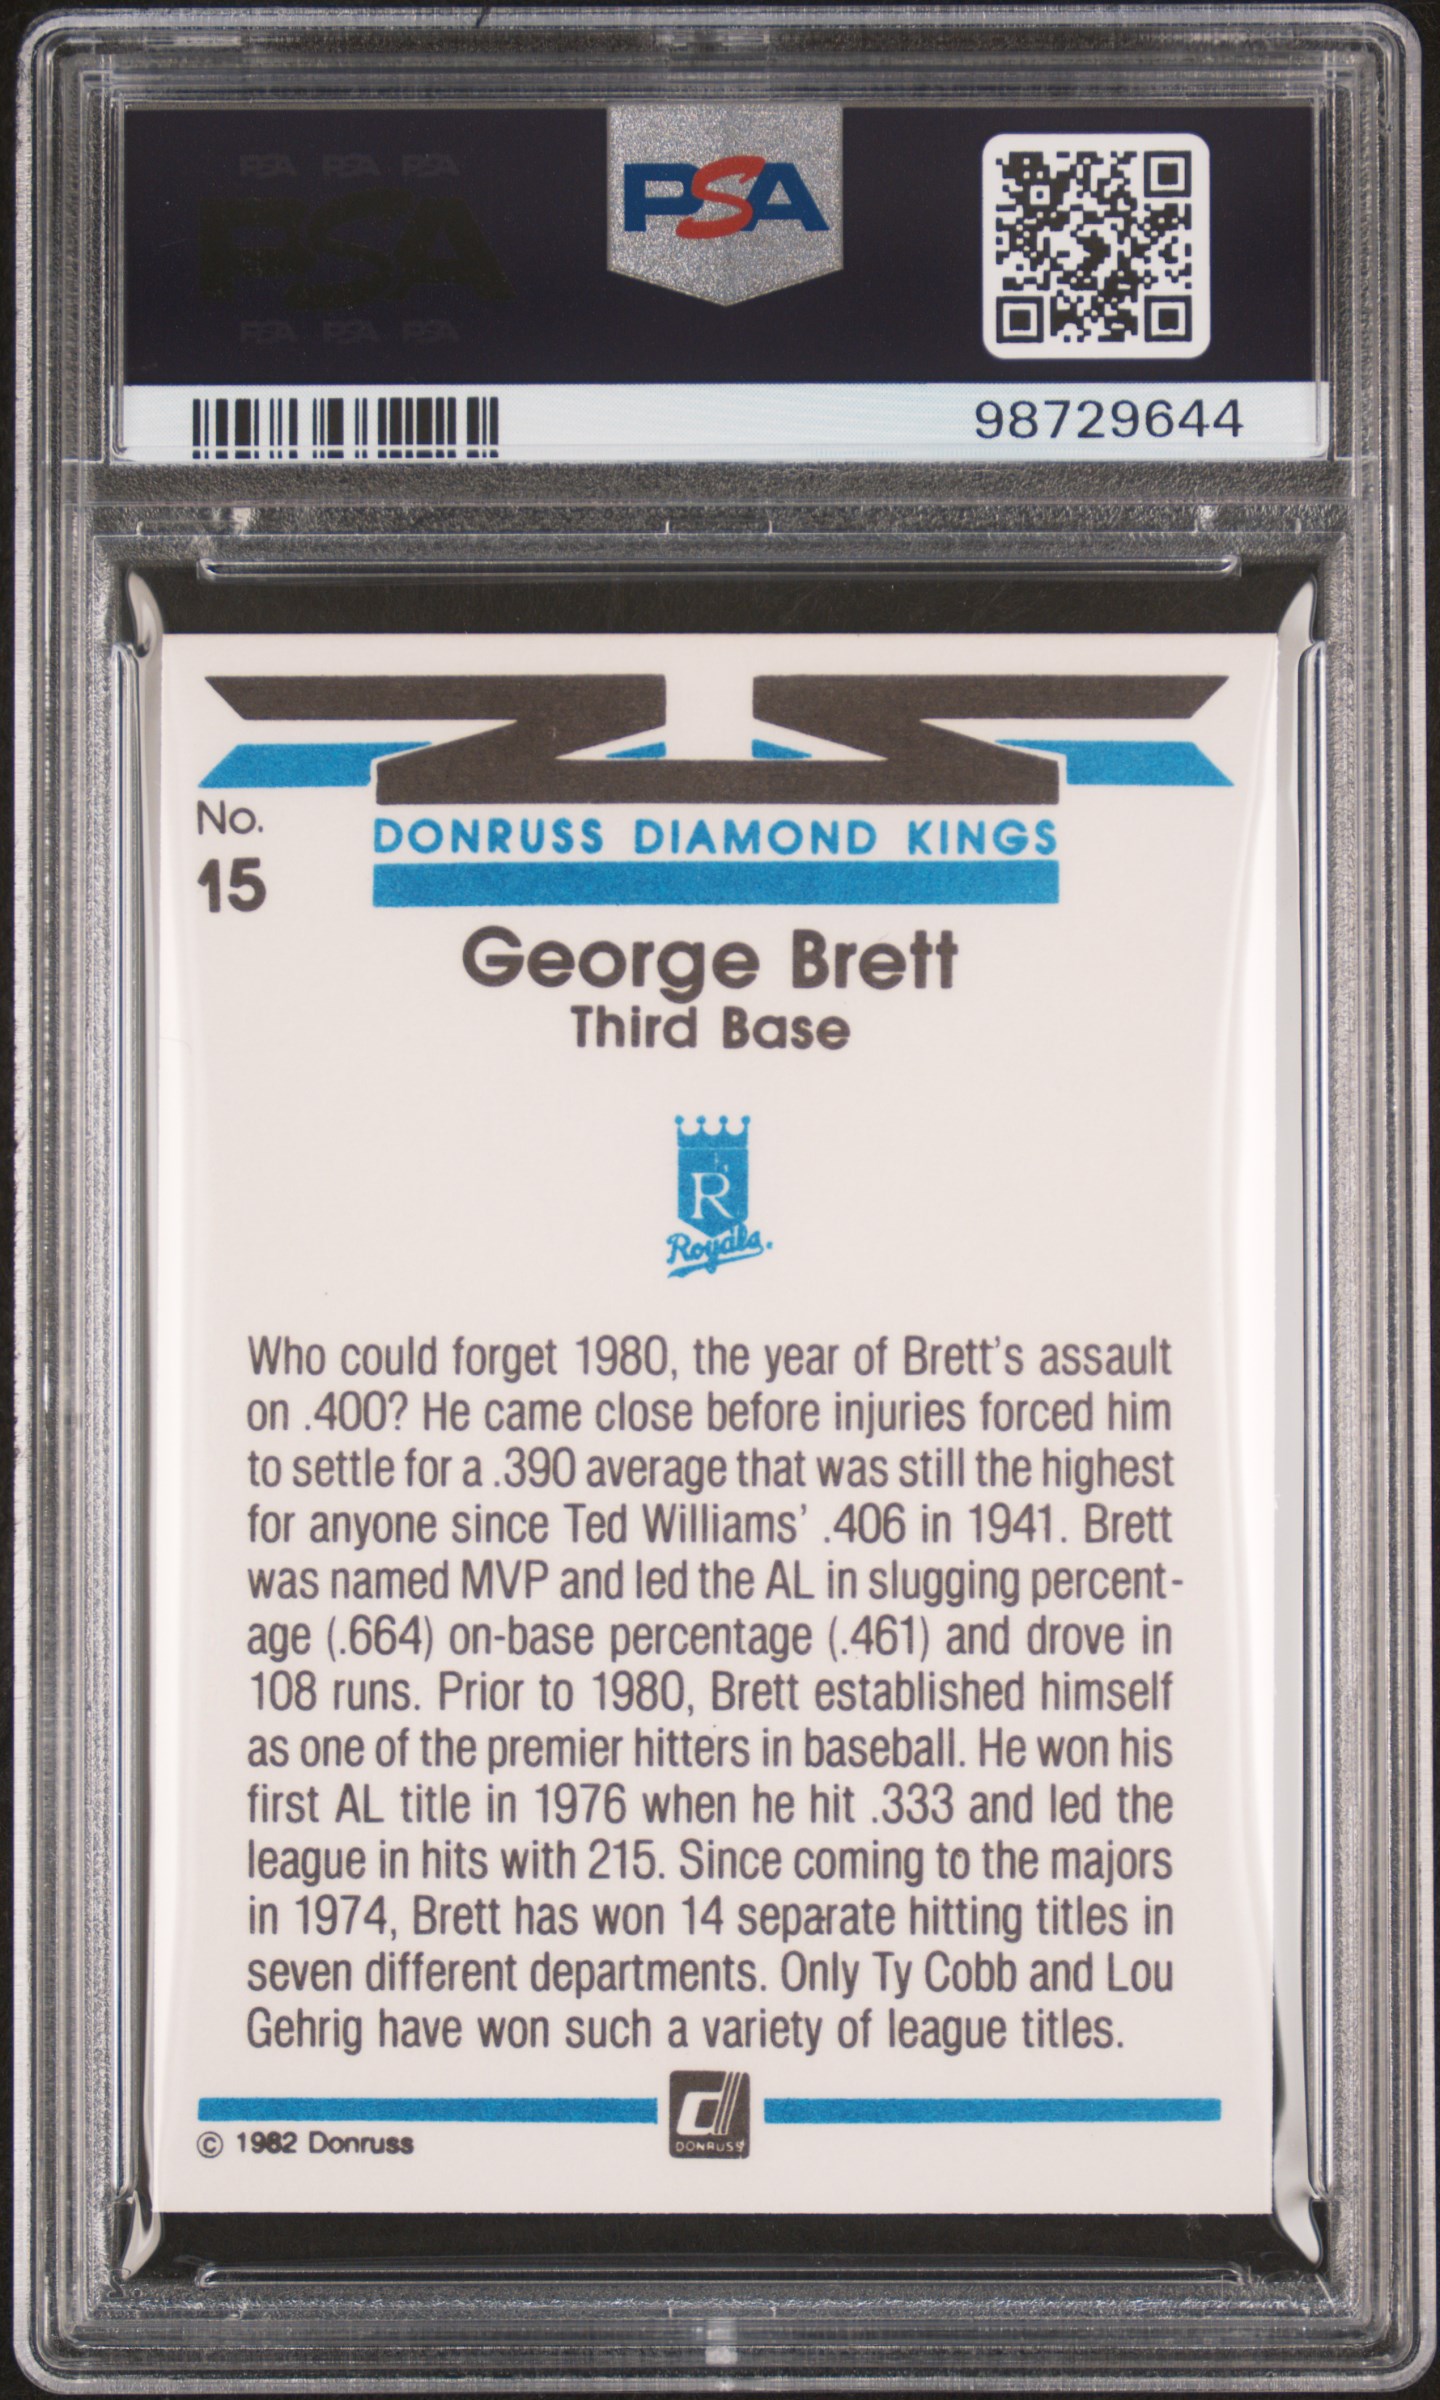 PSA PSA PSA
PSA
PSA PSA PSA
PSA
98729644
No.
15
DONRUSS DIAMOND KINGS
George Brett
Third Base
R
Royals.
Who could forget 1980, the year of Brett's assault
on .400? He came close before injuries forced him
to settle for a .390 average that was still the highest
for anyone since Ted Williams' .406 in 1941. Brett
was named MVP and led the AL in slugging percent-
age (.664) on-base percentage (.461) and drove in
108 runs. Prior to 1980, Brett established himself
as one of the premier hitters in baseball. He won his
first AL title in 1976 when he hit .333 and led the
league in hits with 215. Since coming to the majors
in 1974, Brett has won 14 separate hitting titles in
seven different departments. Only Ty Cobb and Lou
Gehrig have won such a variety of league titles.
d
DONRUSS
© 1982 Donruss